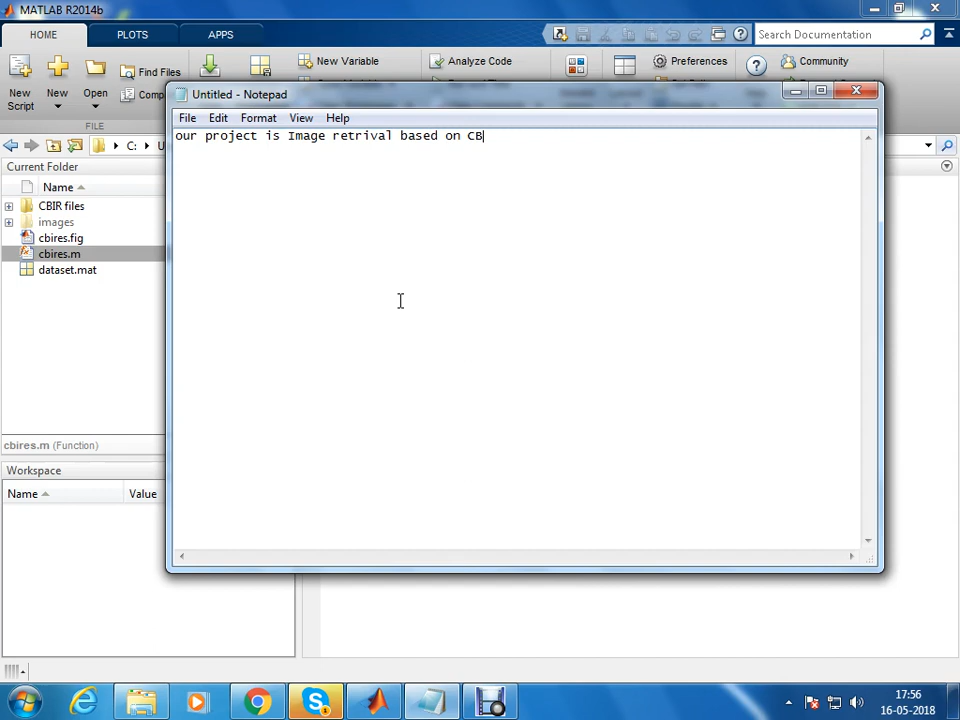 MATLAB R2014b
HOME PLOTS APPS
Search Documentation
New Script
New
Open
Find Files
New Variable
Analyze Code
Preferences
Community
FILE
Untitled - Notepad
File Edit Format View Help
our project is Image retrival based on CB
C:
Current Folder
Name
CBIR files
images
cbires.fig
cbires.m
dataset.mat
cbires.m (Function)
Workspace
Name Value
17:56
16-05-2018